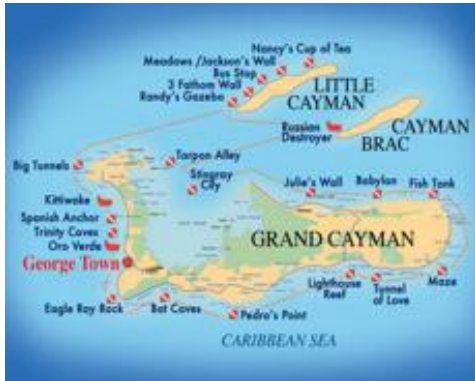 Nancy's Cup of Tea
Meadows / Jackson's Wall
Bus Stop
3 Fathom Wall
Randy's Gazebo
LITTLE
CAYMAN
Russian
Destroyer
CAYMAN
BRAC
Big Tunnels
Tarpon Alley
Stingray
City
Julie's Wall
Babylon
Fish Tank
Kittiwake
Spanish Anchor
Trinity Caves
Oro Verde
George Town
GRAND CAYMAN
Eagle Ray Rock
Bat Caves
Pedro's Point
Lighthouse
Reef
Tunnel
of Love
Maze
CARIBBEAN SEA